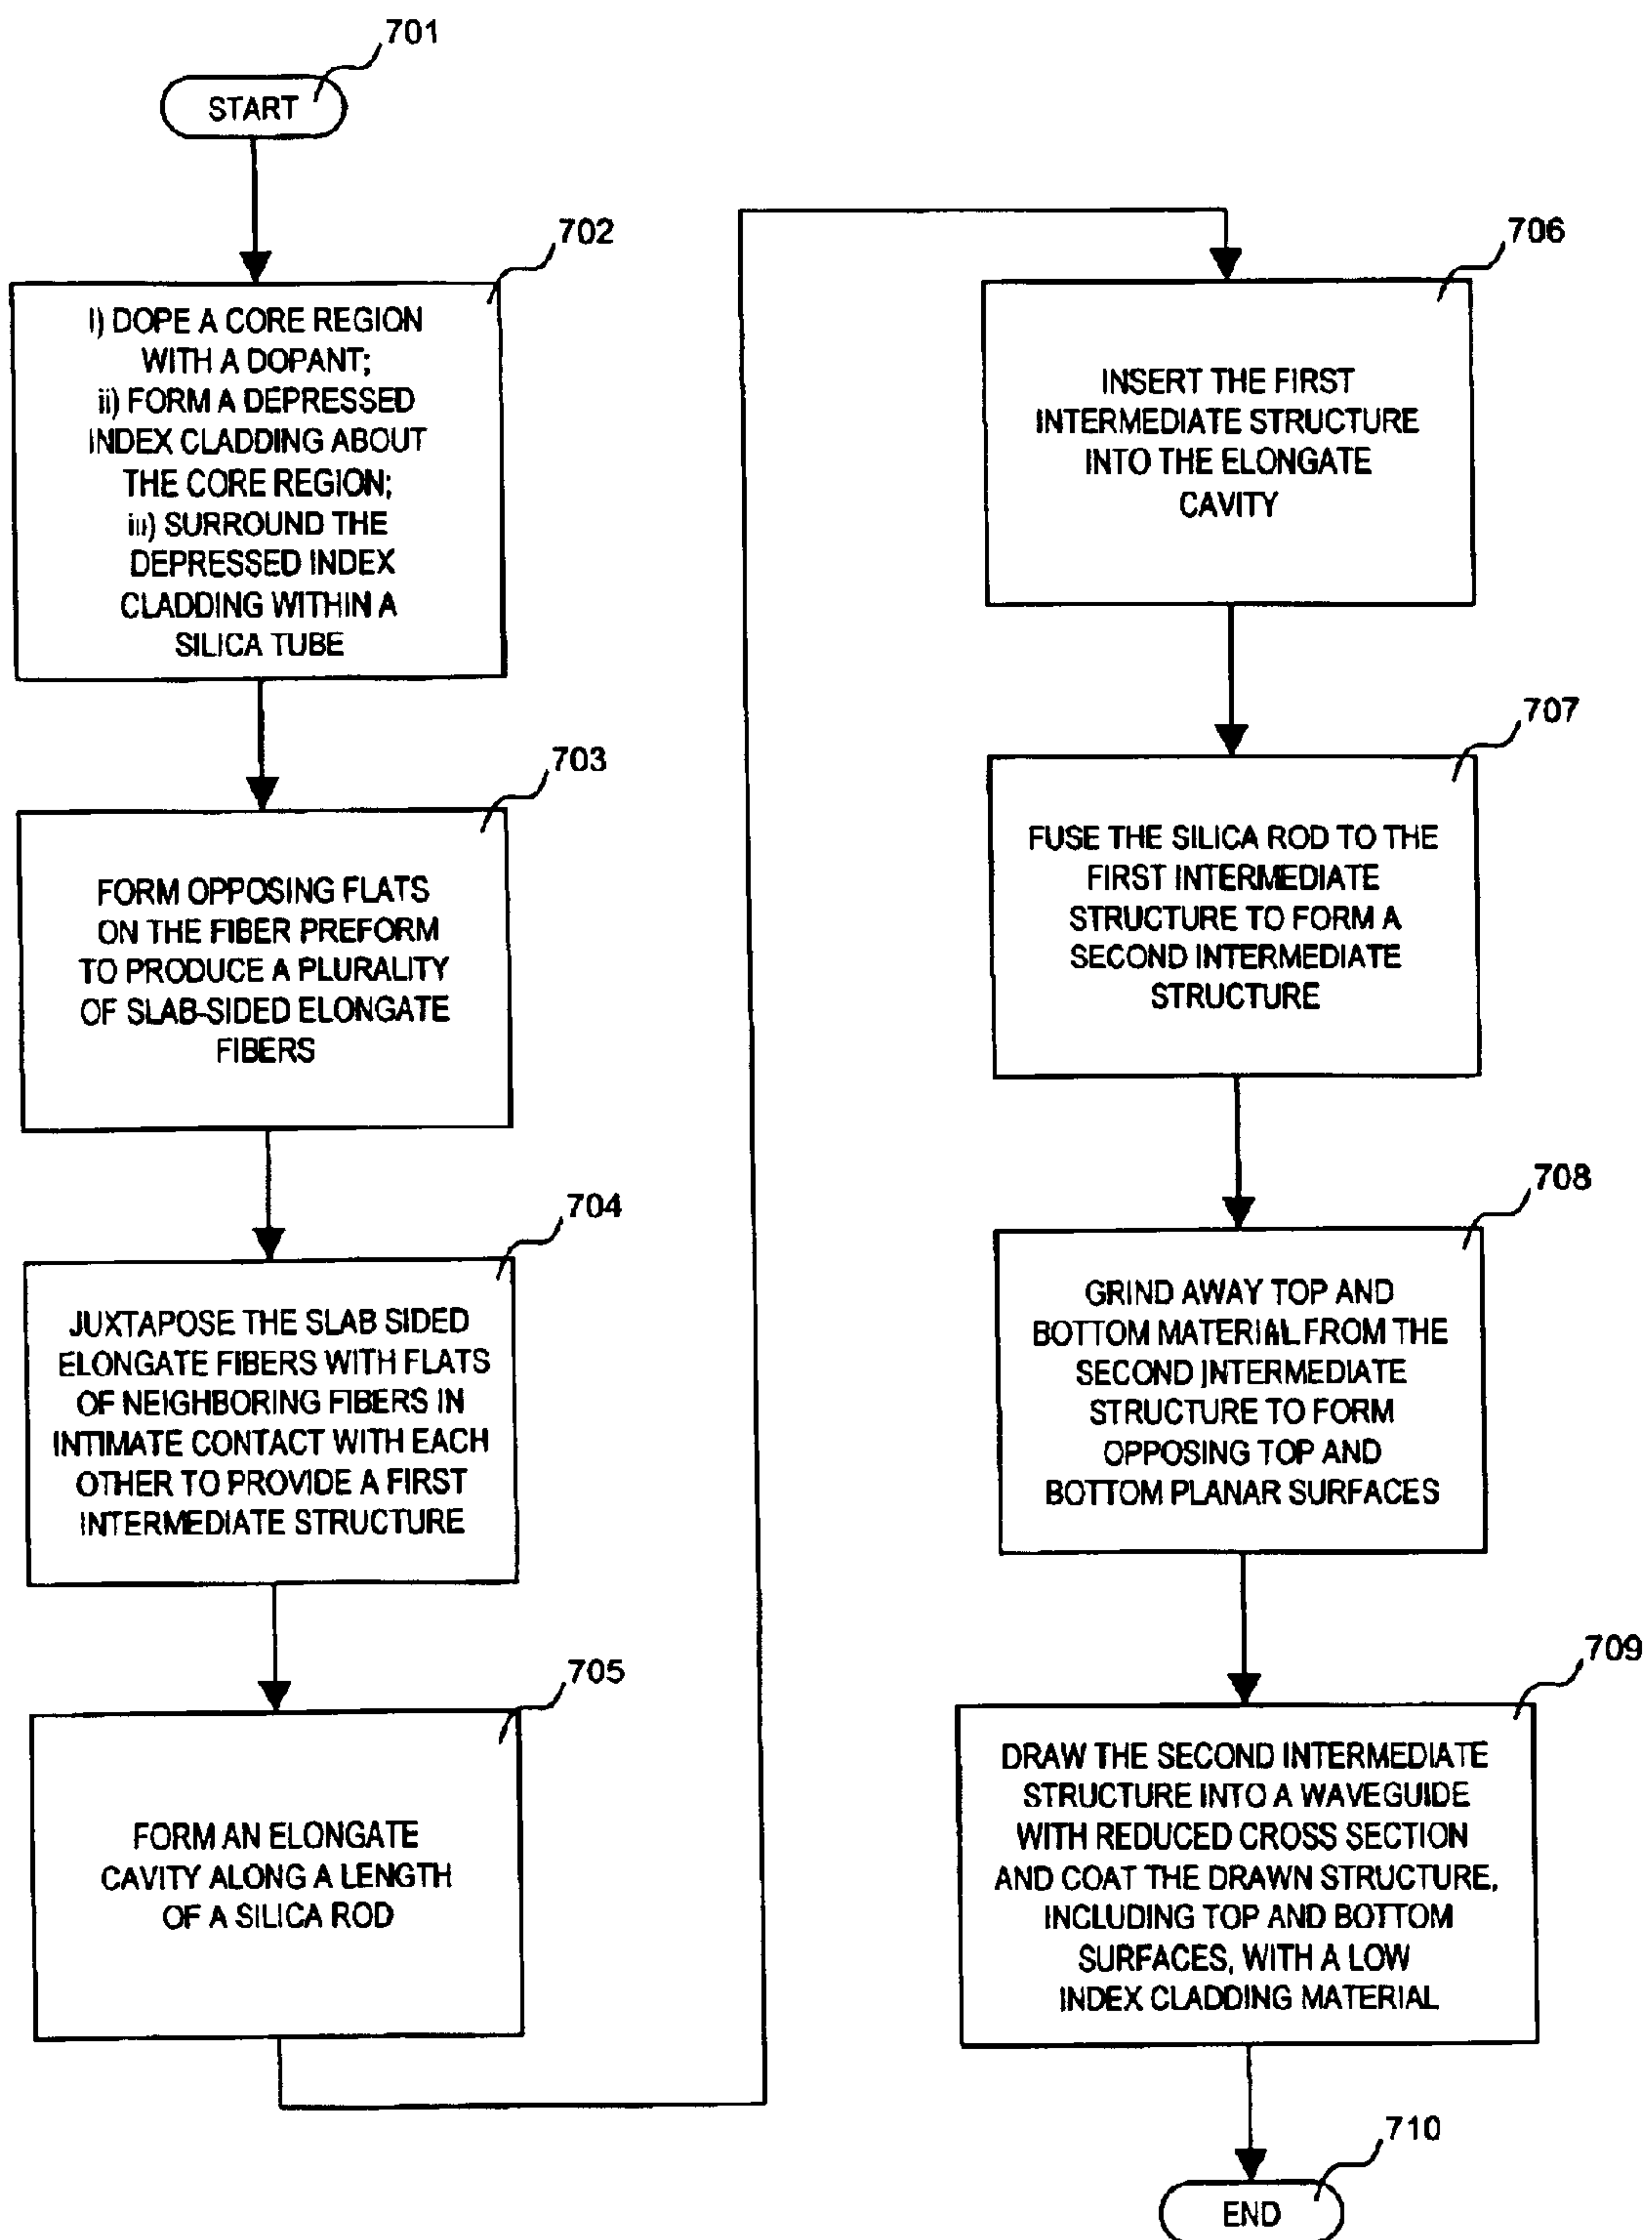 701
START
702
i) DOPE A CORE REGION
WITH A DOPANT;
ii) FORM A DEPRESSED
INDEX CLADDING ABOUT
THE CORE REGION;
iii) SURROUND THE
DEPRESSED INDEX
CLADDING WITHIN A
SILICA TUBE
703
FORM OPPOSING FLATS
ON THE FIBER PREFORM
TO PRODUCE A PLURALITY
OF SLAB-SIDED ELONGATE
FIBERS
704
JUXTAPOSE THE SLAB SIDED
ELONGATE FIBERS WITH FLATS
OF NEIGHBORING FIBERS IN
INTIMATE CONTACT WITH EACH
OTHER TO PROVIDE A FIRST
INTERMEDIATE STRUCTURE
705
FORM AN ELONGATE
CAVITY ALONG A LENGTH
OF A SILICA ROD
706
INSERT THE FIRST
INTERMEDIATE STRUCTURE
INTO THE ELONGATE
CAVITY
707
FUSE THE SILICA ROD TO THE
FIRST INTERMEDIATE
STRUCTURE TO FORM A
SECOND INTERMEDIATE
STRUCTURE
708
GRIND AWAY TOP AND
BOTTOM MATERIAL FROM THE
SECOND INTERMEDIATE
STRUCTURE TO FORM
OPPOSING TOP AND
BOTTOM PLANAR SURFACES
709
DRAW THE SECOND INTERMEDIATE
STRUCTURE INTO A WAVEGUIDE
WITH REDUCED CROSS SECTION
AND COAT THE DRAWN STRUCTURE,
INCLUDING TOP AND BOTTOM
SURFACES, WITH A LOW
INDEX CLADDING MATERIAL
710
END